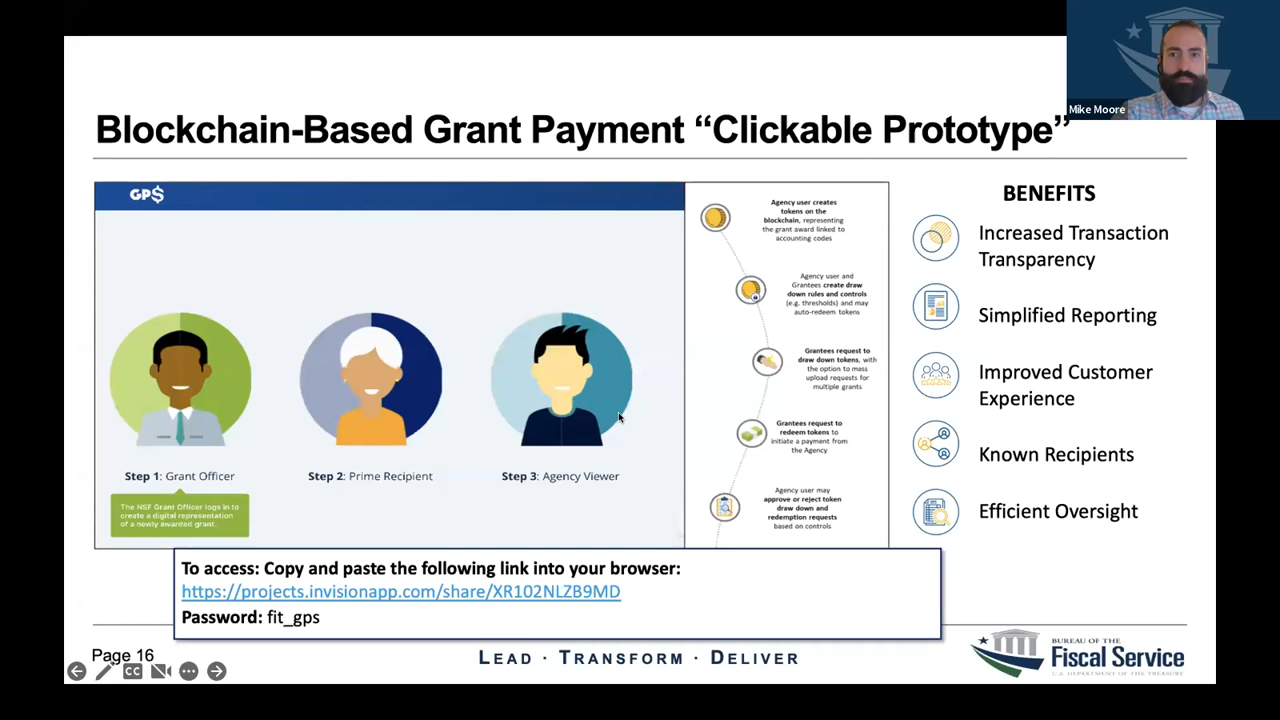 Mike Moore
Blockchain-Based Grant Payment “Clickable Prototype”
GP$
Step 1: Grant Officer
The NSF Grant Officer logs in to
create a digital representation
of a newly awarded grant.
Step 2: Prime Recipient
Step 3: Agency Viewer
Agency user creates
tokens on the
blockchain, representing
the grant award linked to
accounting codes
Agency user and
Grantees create draw
down rules and controls
(e.g. thresholds) and may
auto-redeem tokens
Grantees request to
draw down tokens, with
the option to mass
upload requests for
multiple grants
Grantees request to
redeem tokens to
initiate a payment from
the Agency
Agency user may
approve or reject token
draw down and
redemption requests
based on controls
BENEFITS
Increased Transaction
Transparency
Simplified Reporting
Improved Customer
Experience
Known Recipients
Efficient Oversight
To access: Copy and paste the following link into your browser:
https://projects.invisionapp.com/share/XR102NLZB9MD
Password: fit_gps
Page 16
CC
LEAD · TRANSFORM · DELIVER
BUREAU OF THE
Fiscal Service
U.S. DEPARTMENT OF THE TREASURY